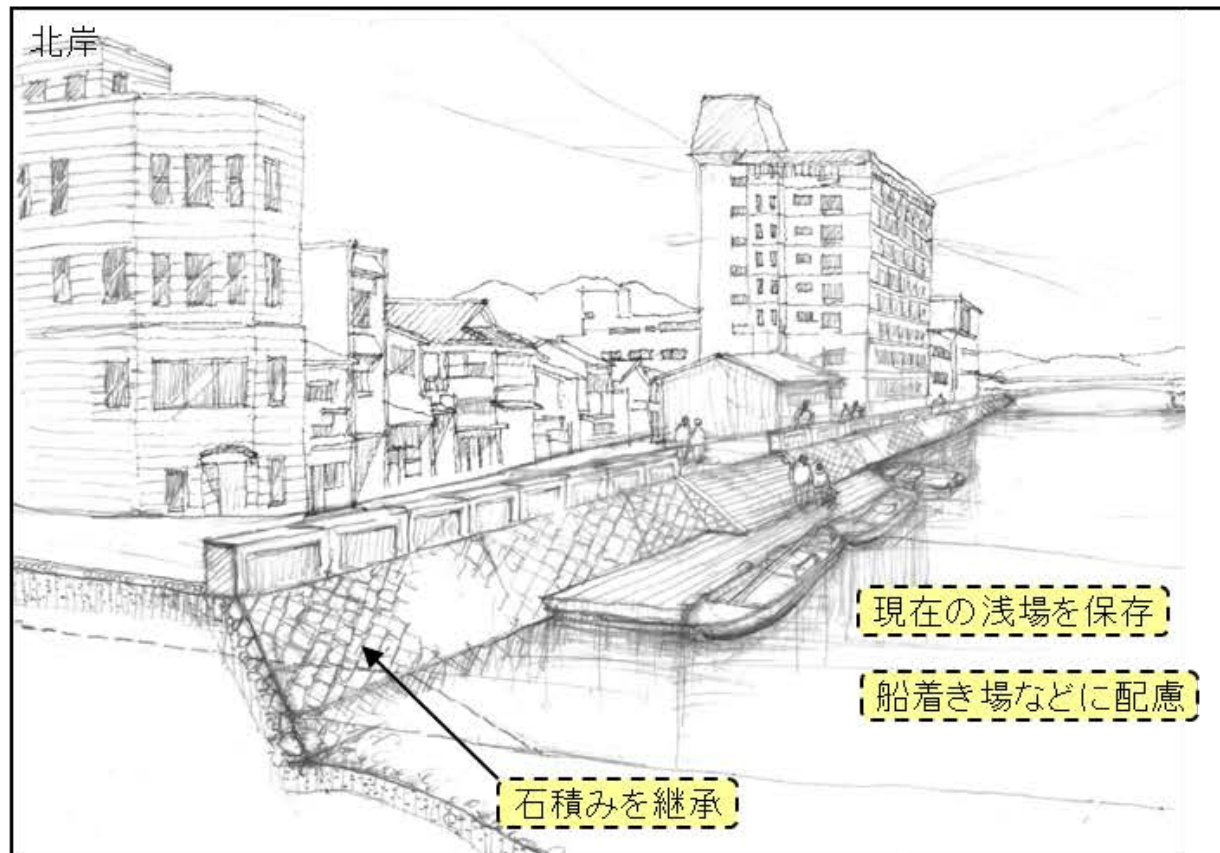 北岸
現在の浅場を保存
船着き場などに配慮
石積みを継承